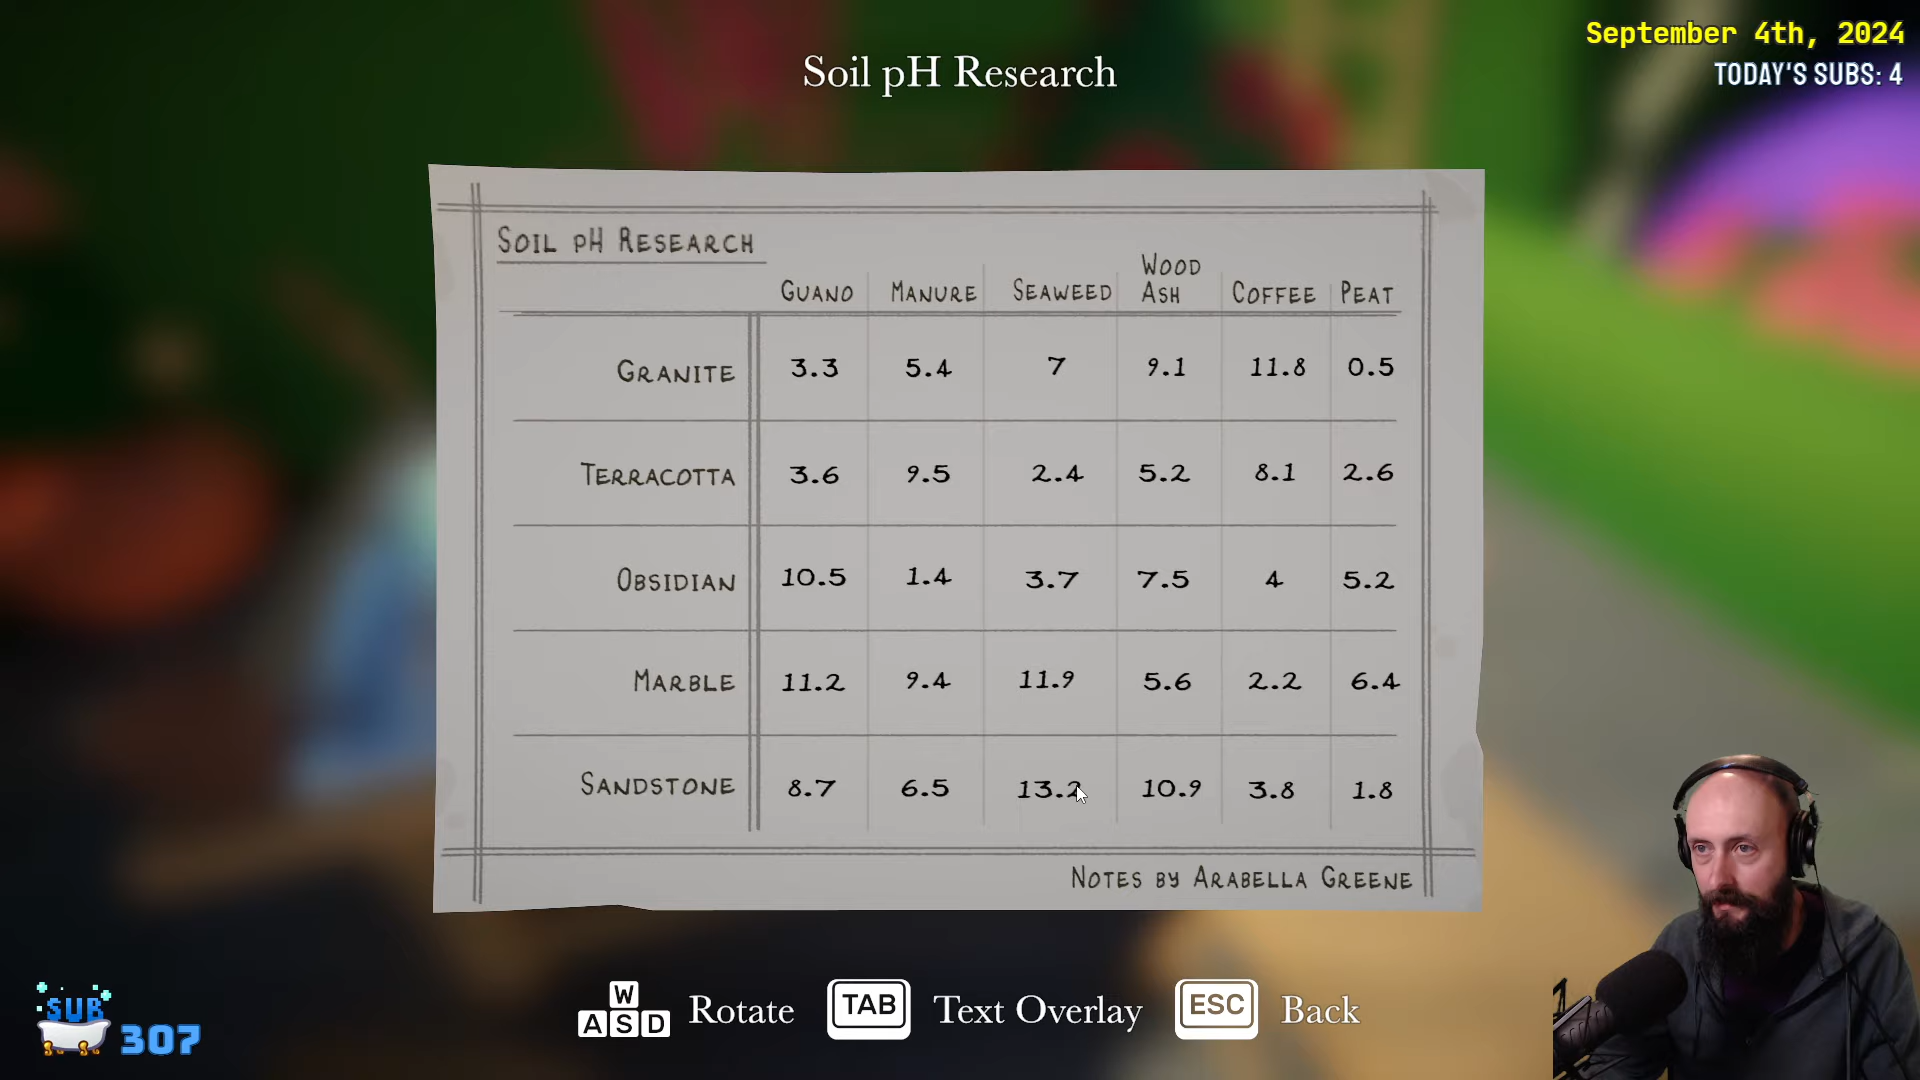 September 4th, 2024
TODAY'S SUBS: 4
Soil pH Research
SOIL pH RESEARCH
GUANO MANURE SEAWEED WOOD ASH COFFEE PEAT
GRANITE 3.3 5.4 7 9.1 11.8 0.5
TERRACOTTA 3.6 9.5 2.4 5.2 8.1 2.6
OBSIDIAN 10.5 1.4 3.7 7.5 4 5.2
MARBLE 11.2 9.4 11.9 5.6 2.2 6.4
SANDSTONE 8.7 6.5 13.2 10.9 3.8 1.8
NOTES BY ARABELLA GREENE
SUB 307
W A S D Rotate TAB Text Overlay ESC Back